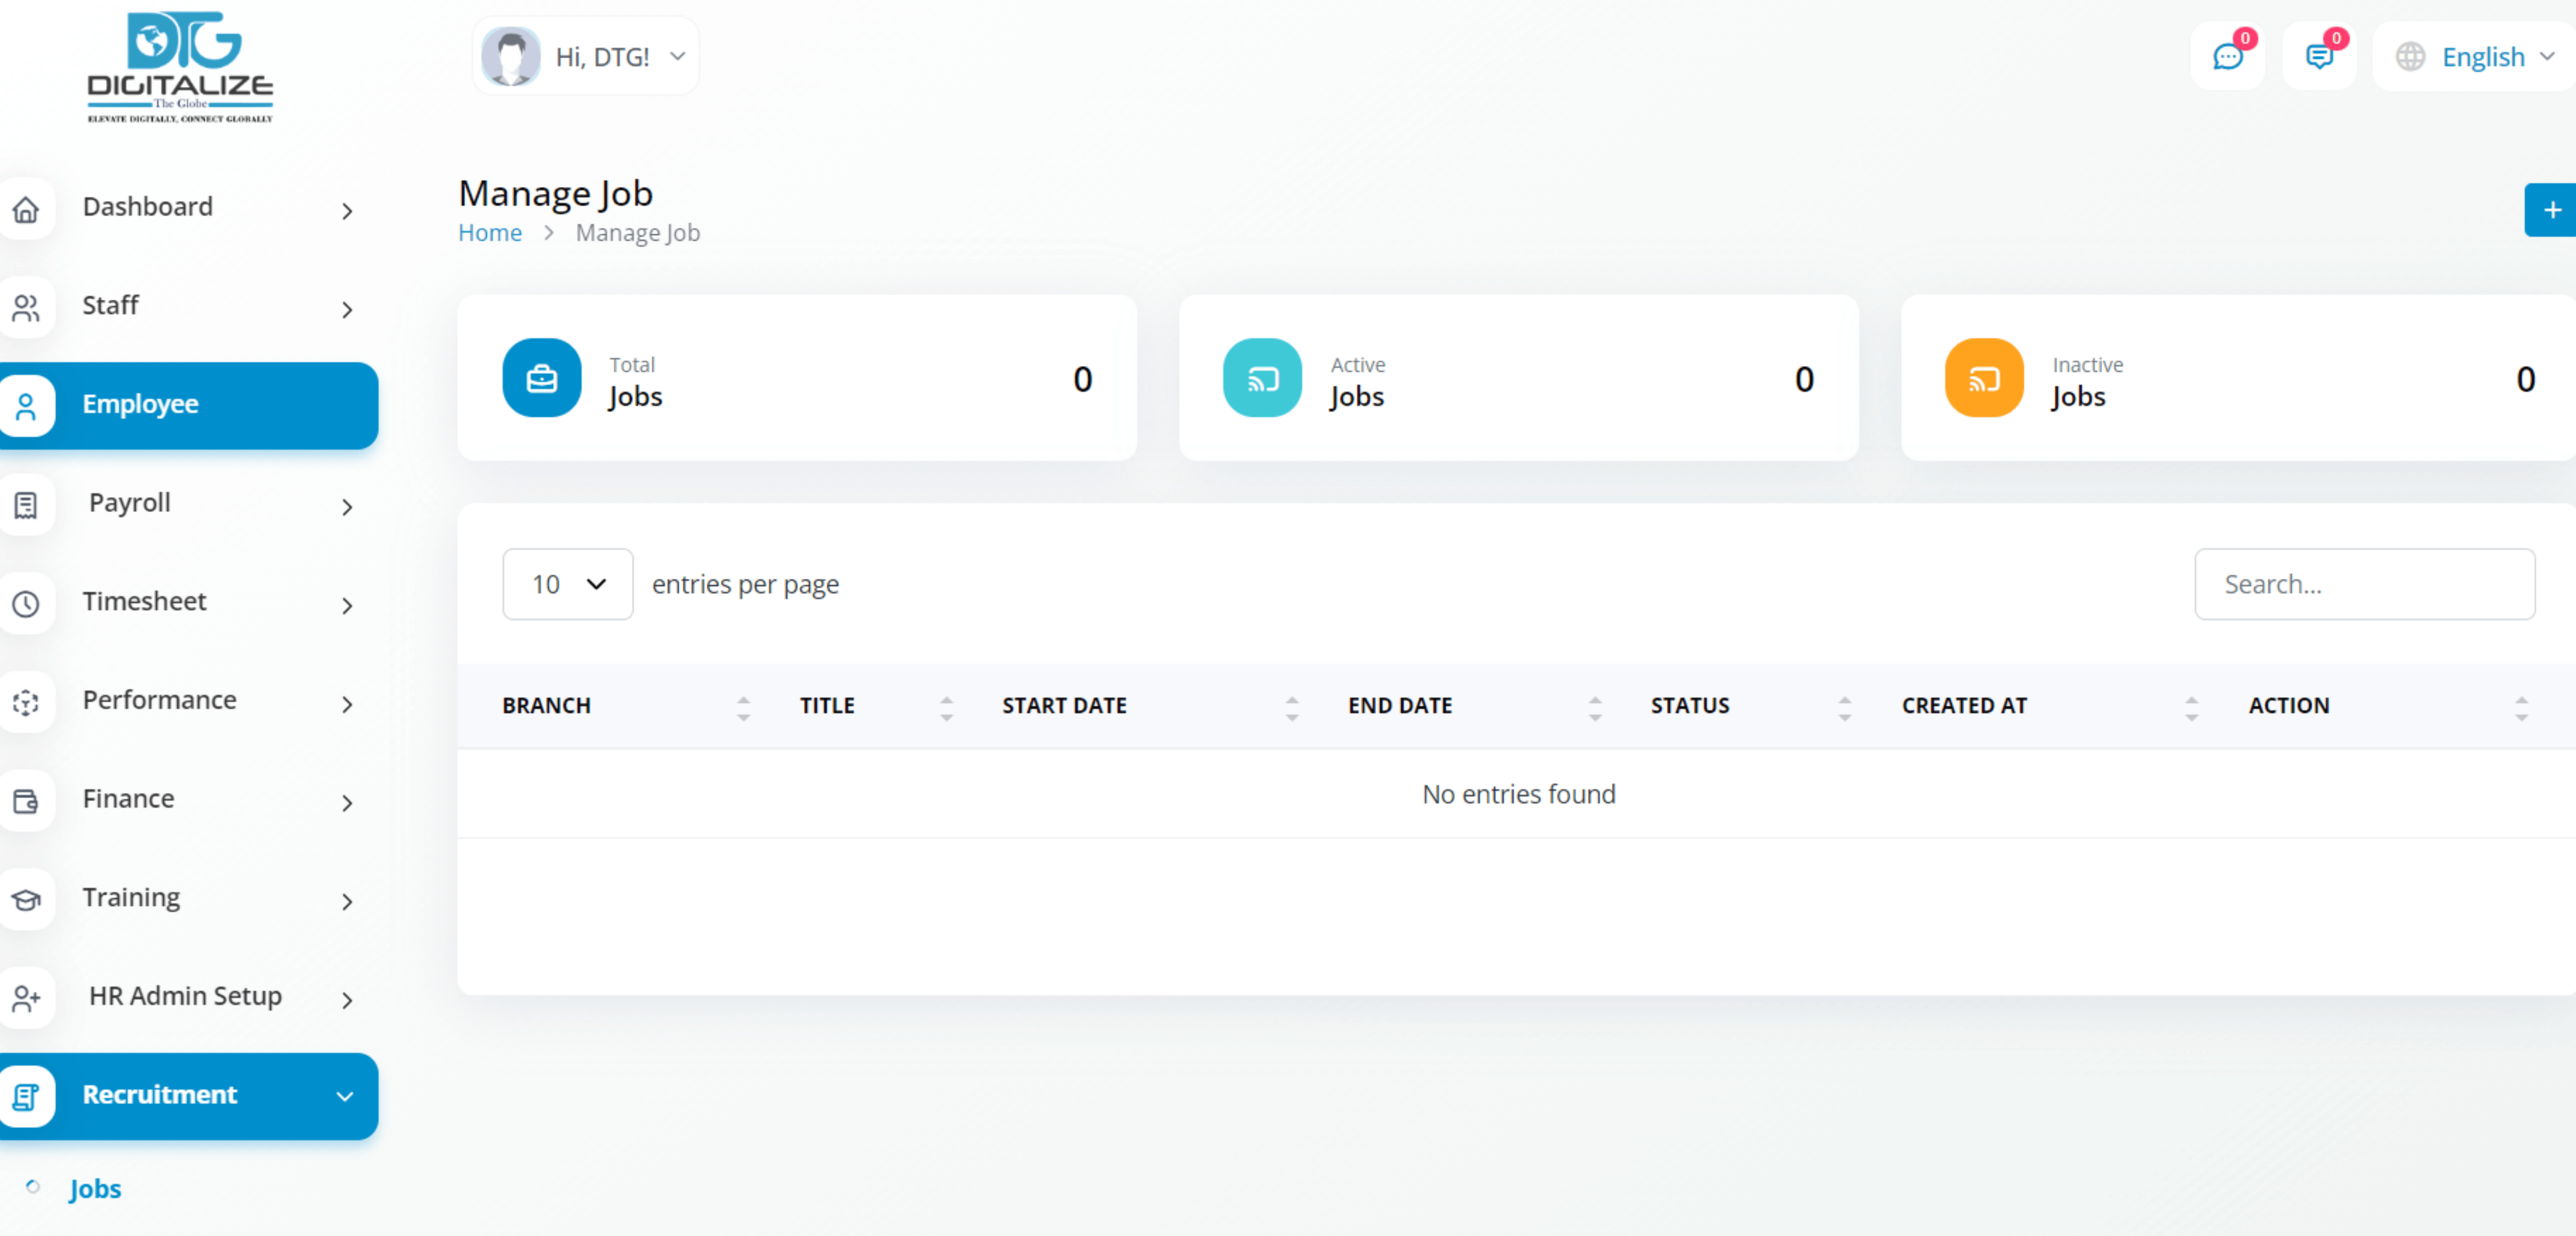 DTG
DIGITALIZE
The Globe
ELEVATE DIGITALLY, CONNECT GLOBALLY
Hi, DTG!
0
0
English
Dashboard
Staff
Employee
Payroll
Timesheet
Performance
Finance
Training
HR Admin Setup
Recruitment
Jobs
Manage Job
Home > Manage Job
+
Total
Jobs
0
Active
Jobs
0
Inactive
Jobs
0
10 entries per page
Search...
BRANCH TITLE START DATE END DATE STATUS CREATED AT ACTION
No entries found